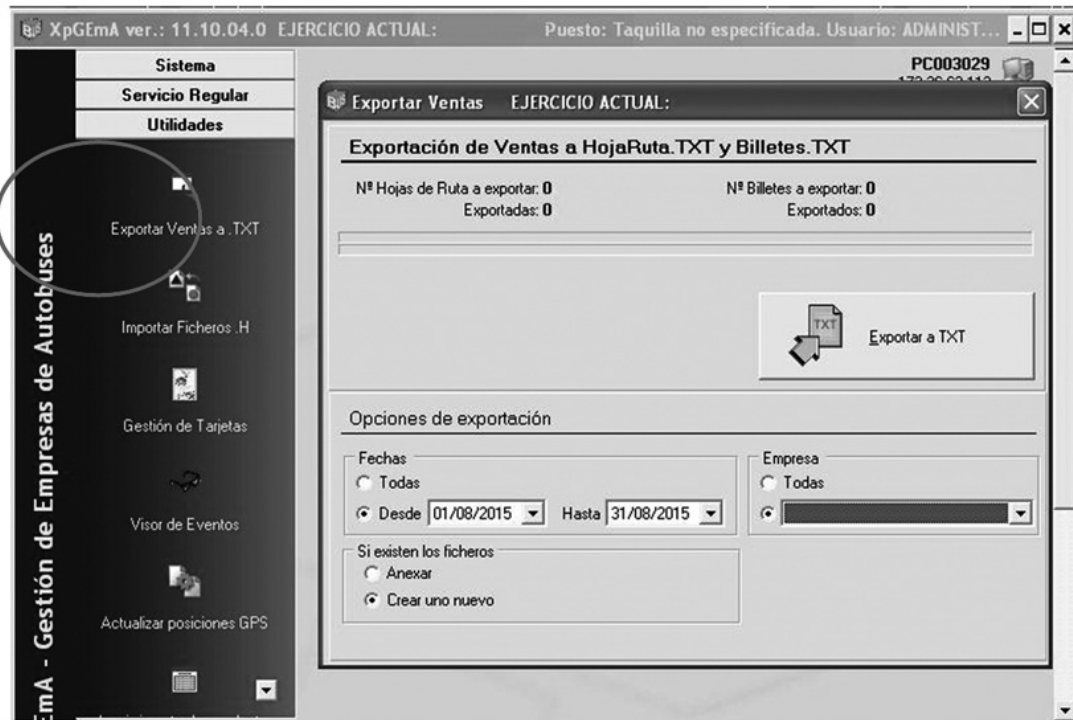 XpGEmA ver.: 11.10.04.0 EJERCICIO ACTUAL: Puesto: Taquilla no especificada. Usuario: ADMINIST...
Sistema
Servicio Regular
Utilidades
Exportar Ventas a .TXT
Importar Ficheros .H
Gestión de Tarjetas
Visor de Eventos
Actualizar posiciones GPS
EmA - Gestión de Empresas de Autobuses
PC003029
Exportar Ventas EJERCICIO ACTUAL:
Exportación de Ventas a HojaRuta.TXT y Billetes.TXT
Nº Hojas de Ruta a exportar: 0 Nº Billetes a exportar: 0
Exportadas: 0 Exportados: 0
TXT
Exportar a TXT
Opciones de exportación
Fechas
Todas
Desde 01/08/2015 Hasta 31/08/2015
Empresa
Todas
Si existen los ficheros
Anexar
Crear uno nuevo